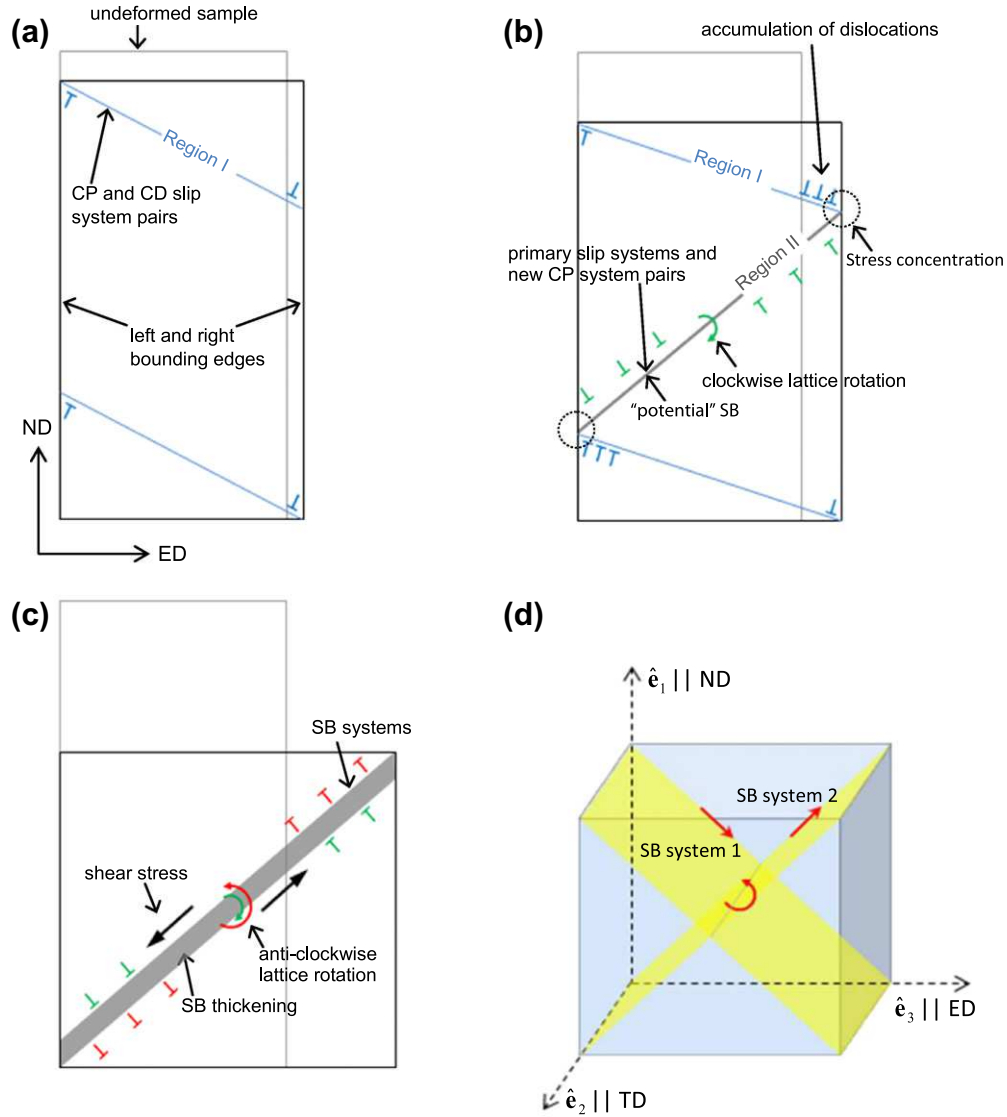 (a)
undeformed sample
Region I
CP and CD slip
system pairs
left and right
bounding edges
ND
ED
(b)
accumulation of dislocations
Region I
primary slip systems and
new CP system pairs
Region II
Stress concentration
clockwise lattice rotation
“potential” SB
(c)
SB systems
shear stress
anti-clockwise
lattice rotation
SB thickening
(d)
ê₁ || ND
SB system 2
SB system 1
ê₃ || ED
ê₂ || TD